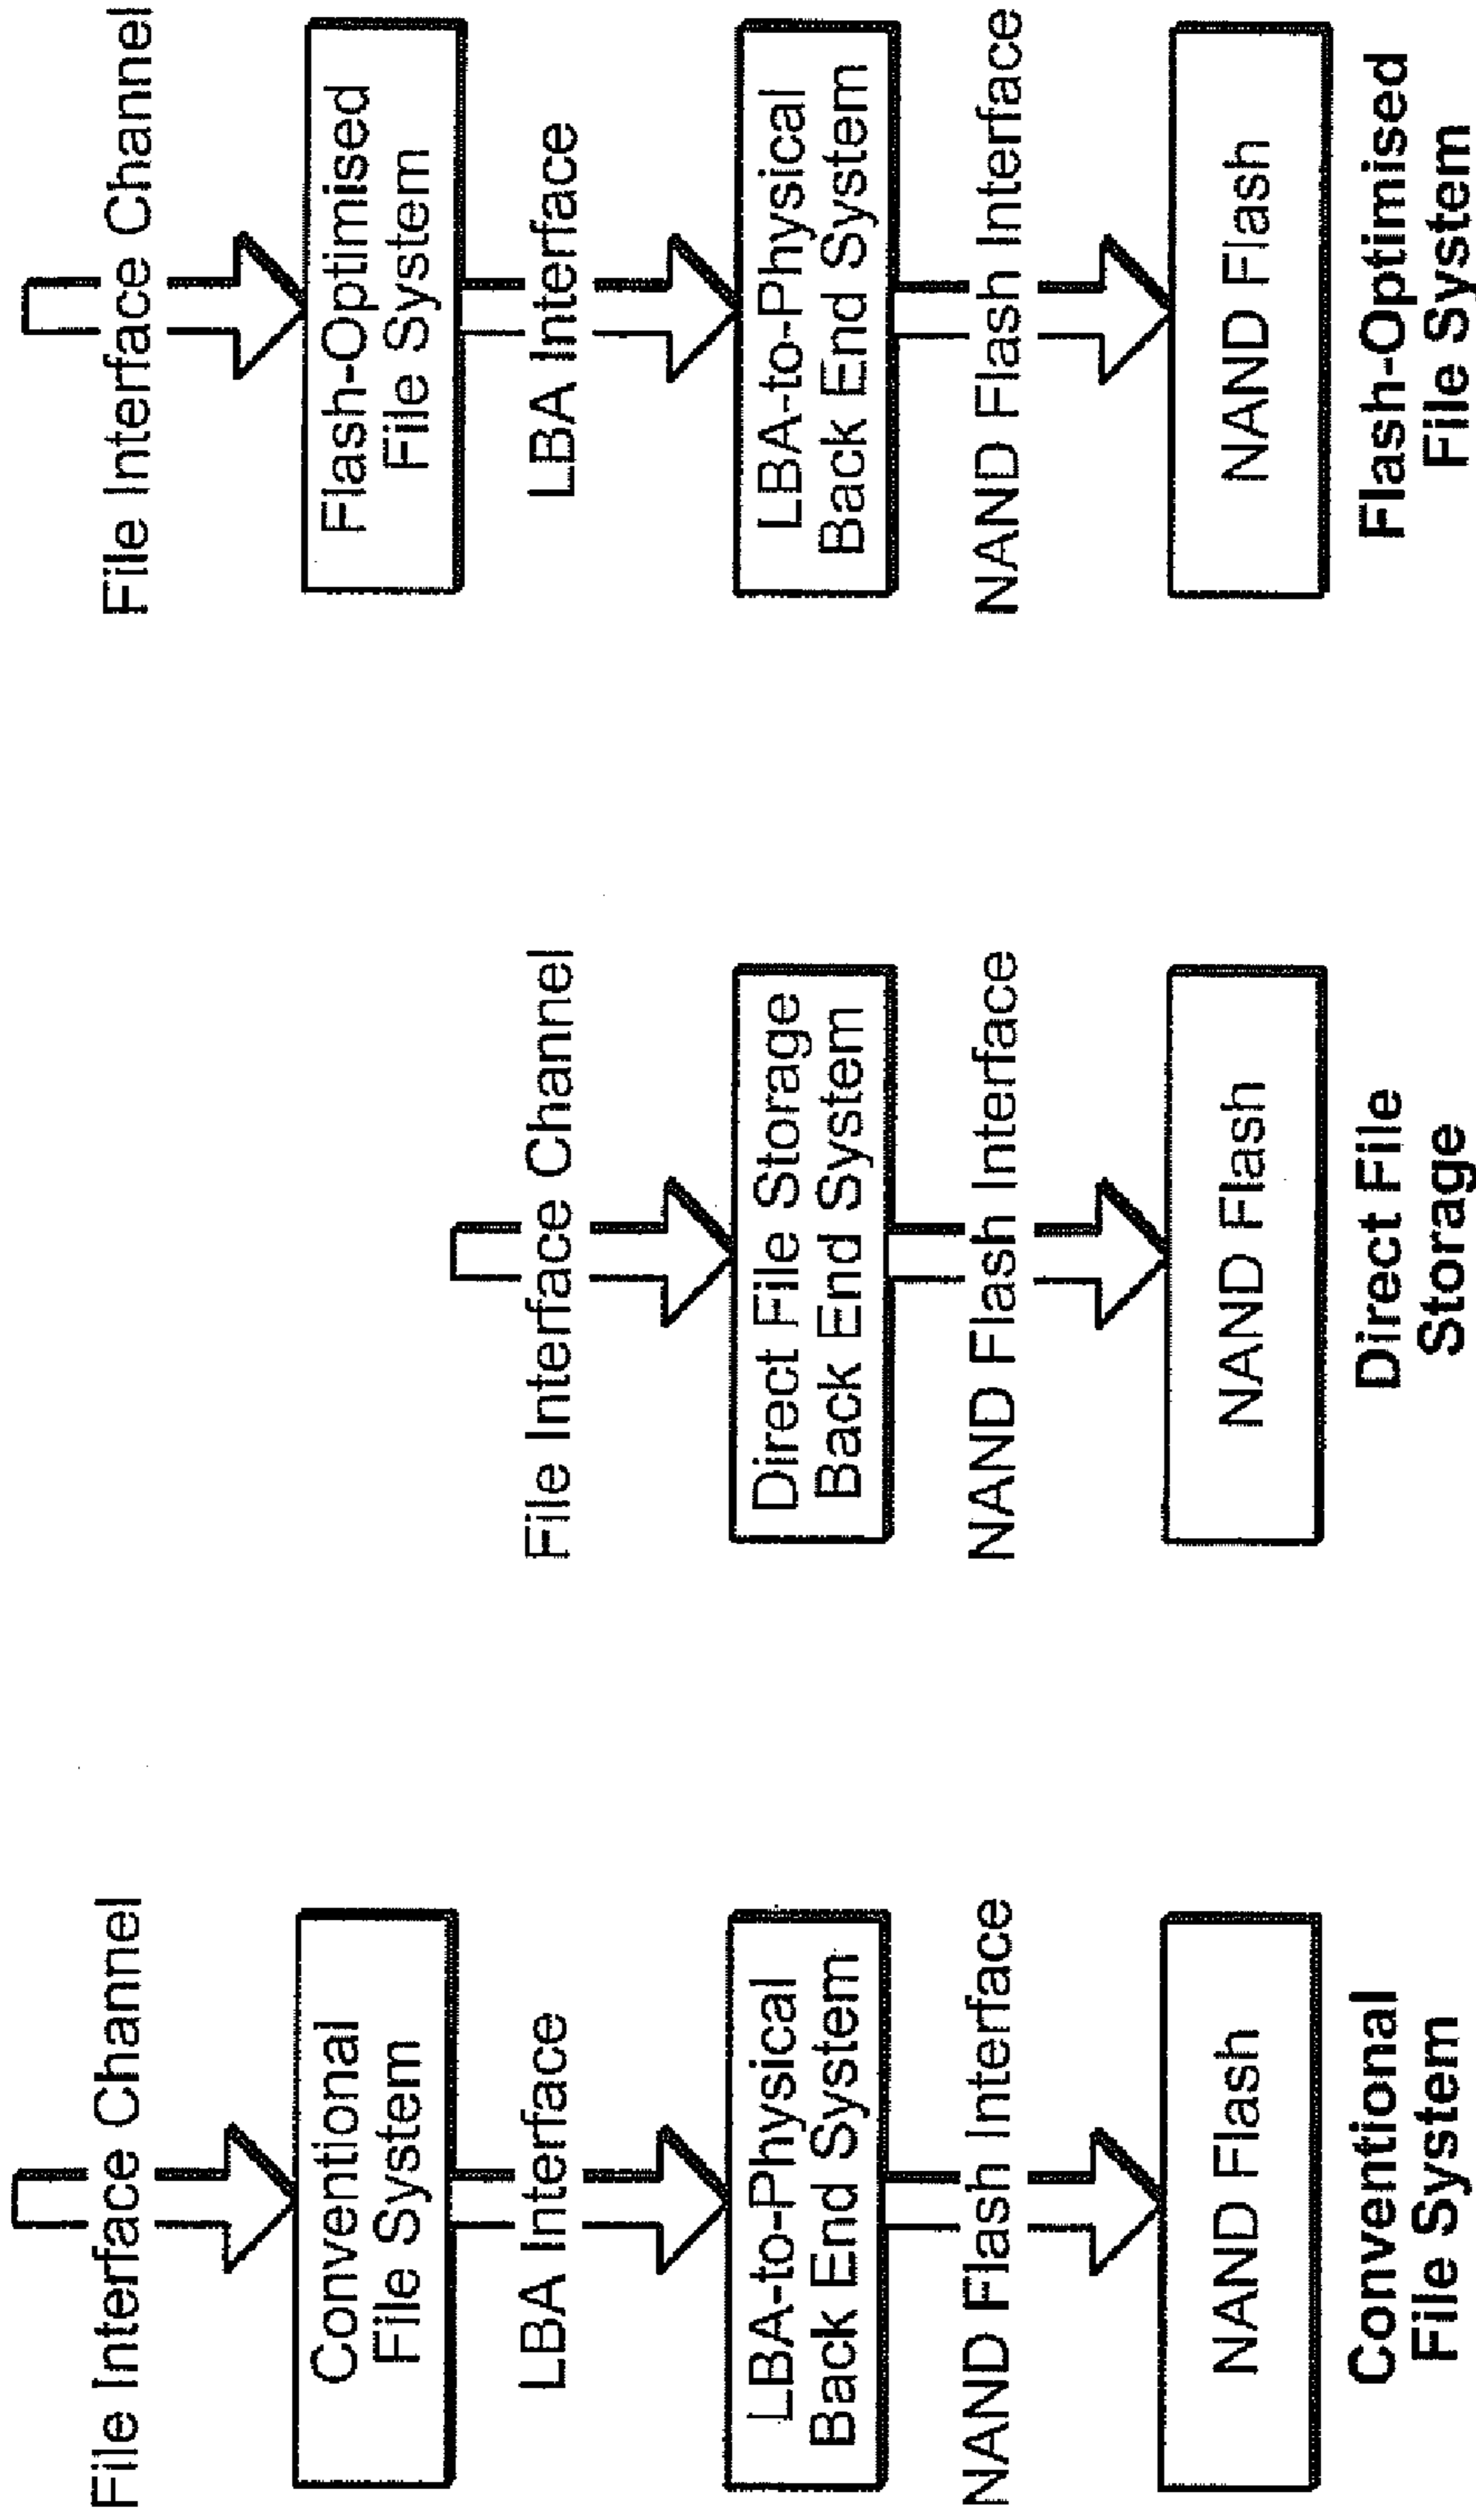 File Interface Channel
Conventional
File System
LBA Interface
LBA-to-Physical
Back End System
NAND Flash Interface
NAND Flash
Conventional
File System
File Interface Channel
Direct File Storage
Back End System
NAND Flash Interface
NAND Flash
Direct File
Storage
File Interface Channel
Flash-Optimised
File System
LBA Interface
LBA-to-Physical
Back End System
NAND Flash Interface
NAND Flash
Flash-Optimised
File System